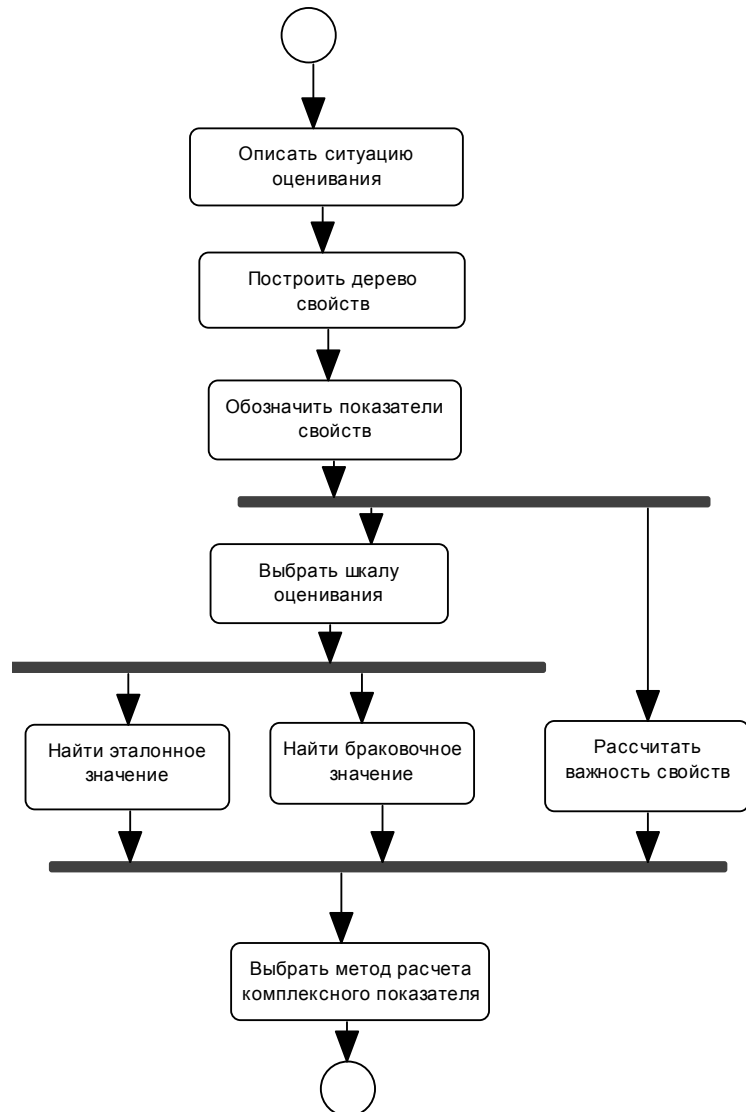 Описать ситуацию
оценивания
Построить дерево
свойств
Обозначить показатели
свойств
Выбрать шкалу
оценивания
Найти эталонное
значение
Найти браковочное
значение
Рассчитать
важность свойств
Выбрать метод расчета
комплексного показателя